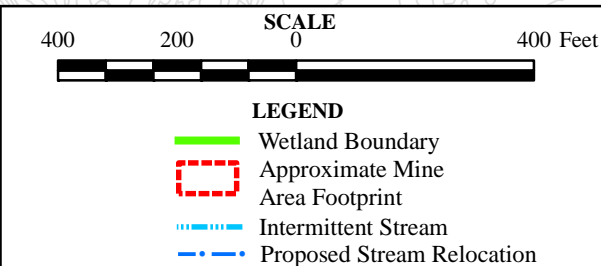 SCALE
400 200 0 400 Feet
LEGEND
Wetland Boundary
Approximate Mine
Area Footprint
Intermittent Stream
Proposed Stream Relocation